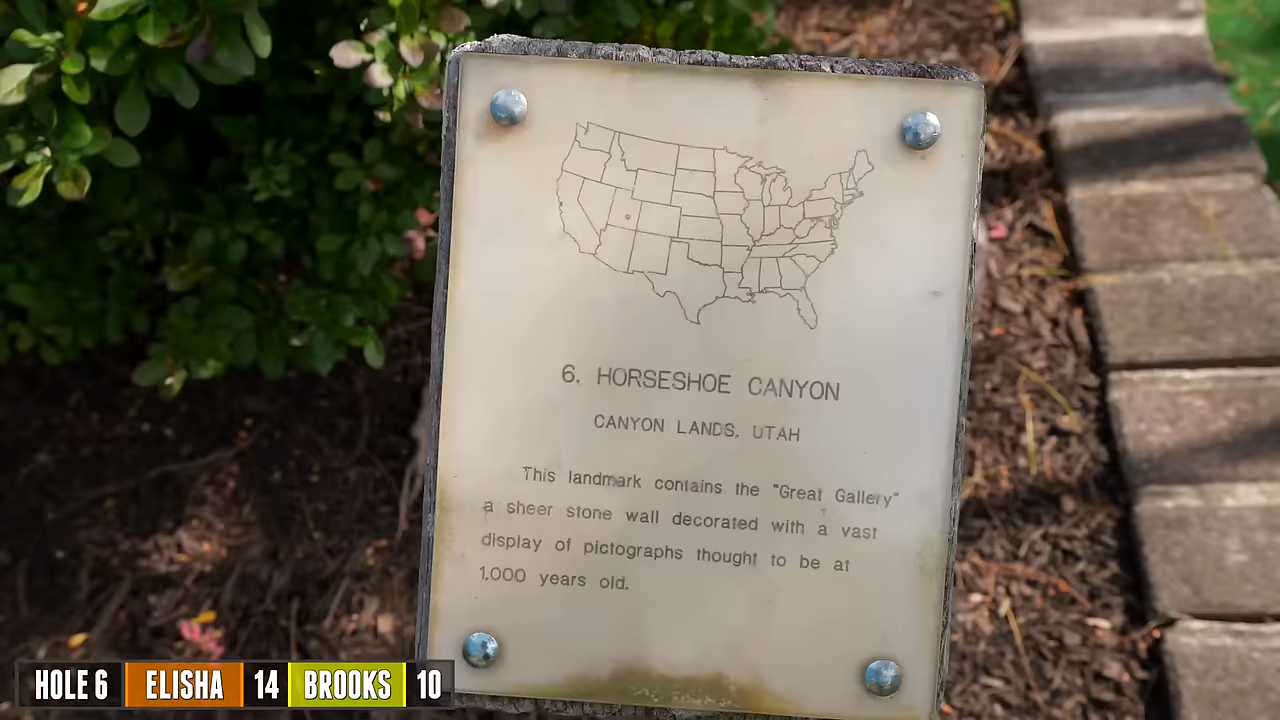 6. HORSESHOE CANYON
CANYON LANDS, UTAH
This landmark contains the "Great Gallery"
a sheer stone wall decorated with a vast
display of pictographs thought to be at
1,000 years old.
HOLE 6 ELISHA 14 BROOKS 10